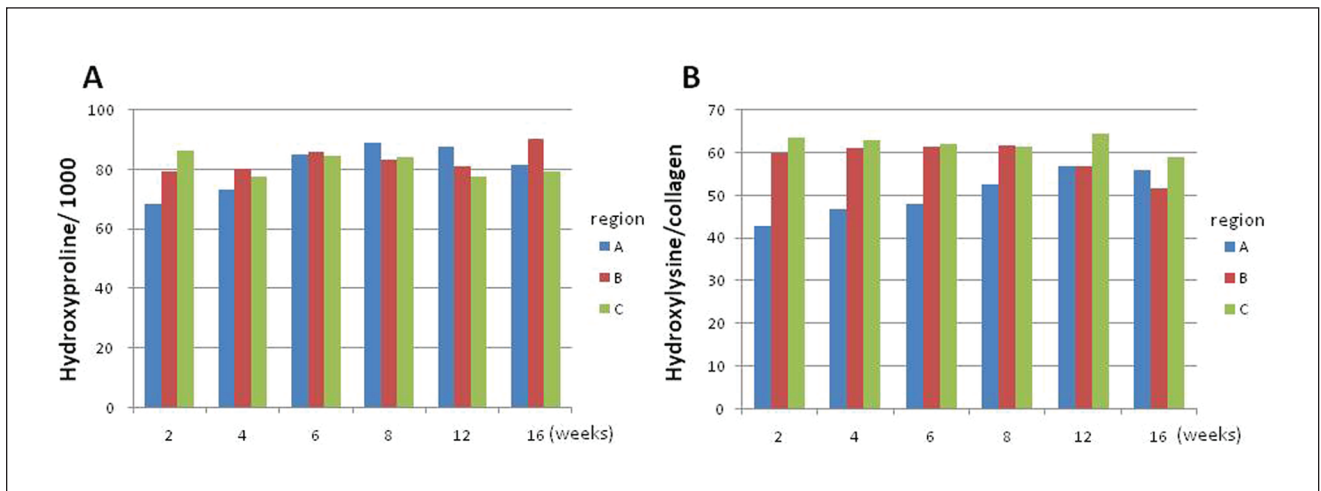 A
Hydroxyproline/ 1000
100
80
60
40
20
0
2 4 6 8 12 16 (weeks)
region
A
B
C
B
Hydroxylysine/collagen
70
60
50
40
30
20
10
0
2 4 6 8 12 16 (weeks)
region
A
B
C